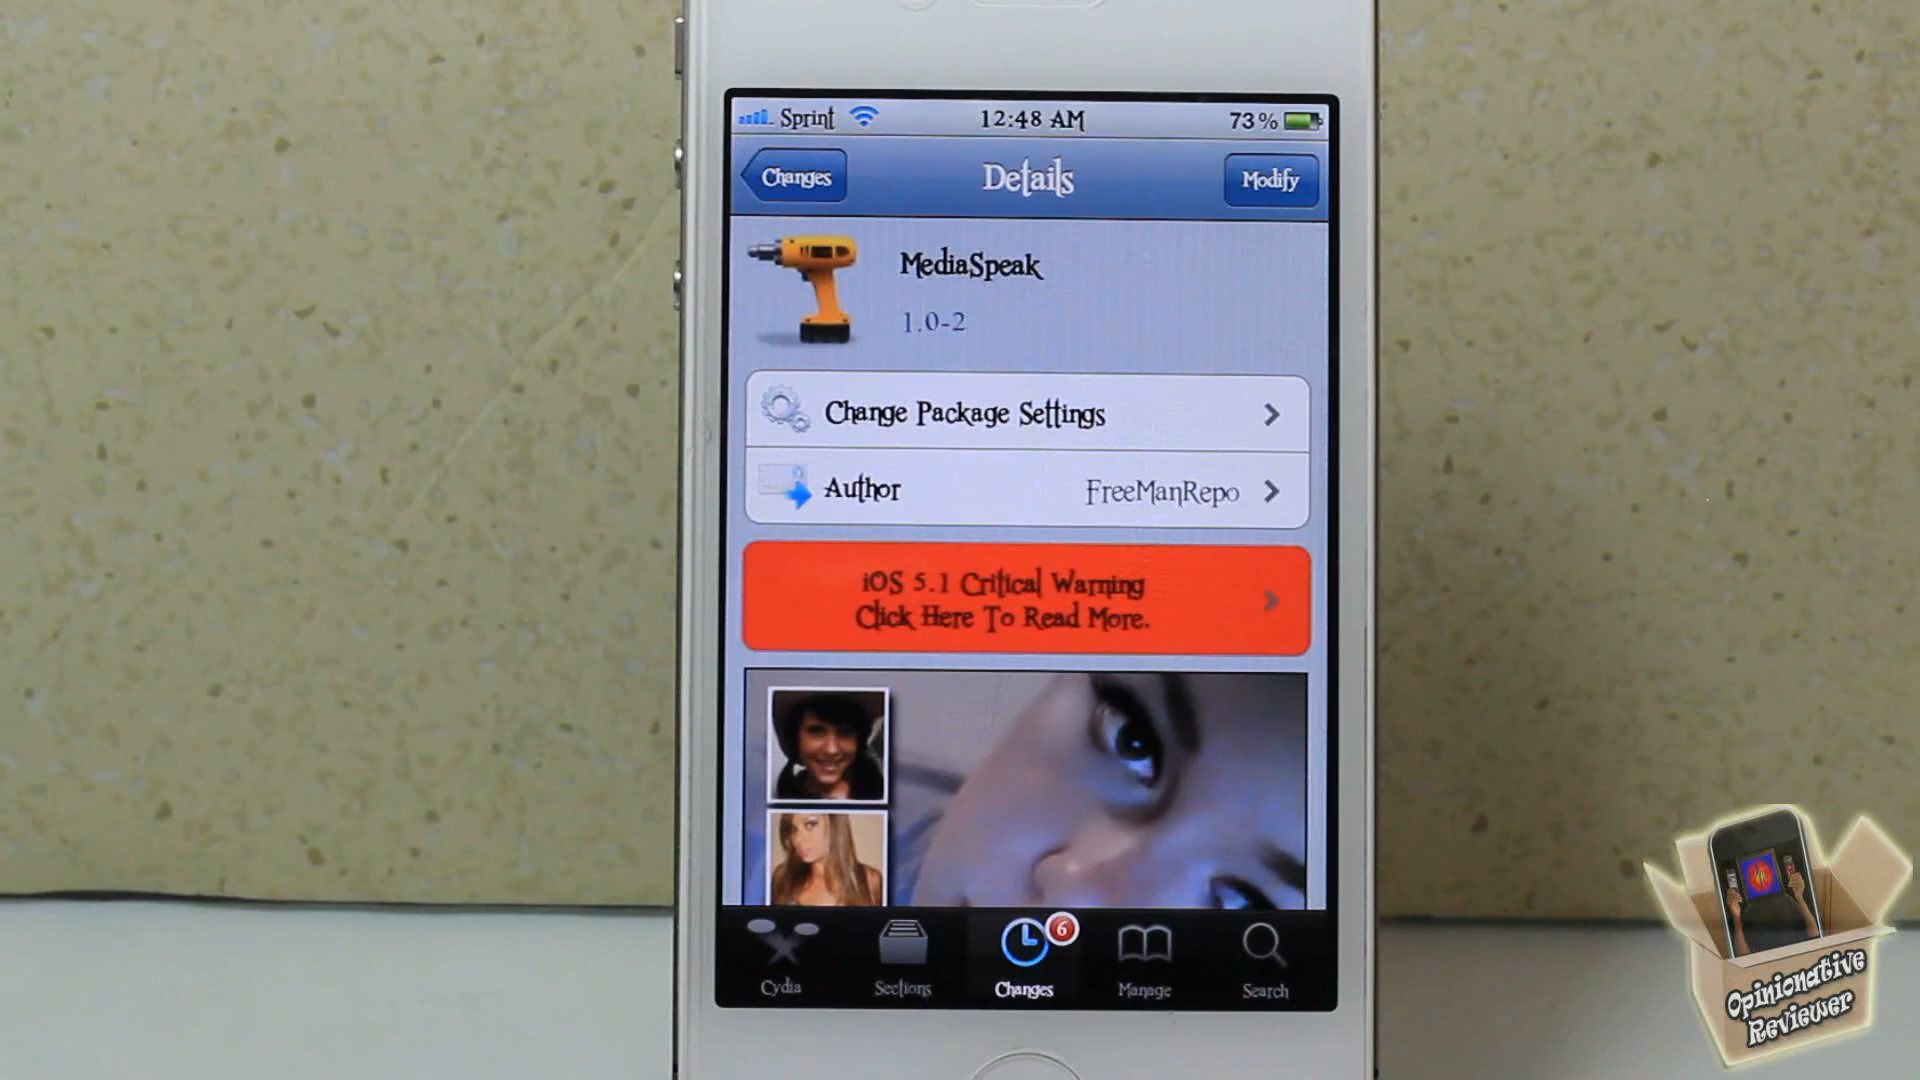 Sprint 12:48 AM 73%
Changes Details Modify
MediaSpeak
1.0-2
Change Package Settings
Author FreeManRepo
iOS 5.1 Critical Warning
Click Here To Read More.
6
Cydia Sections Changes Manage Search
Opinionative
Reviewer